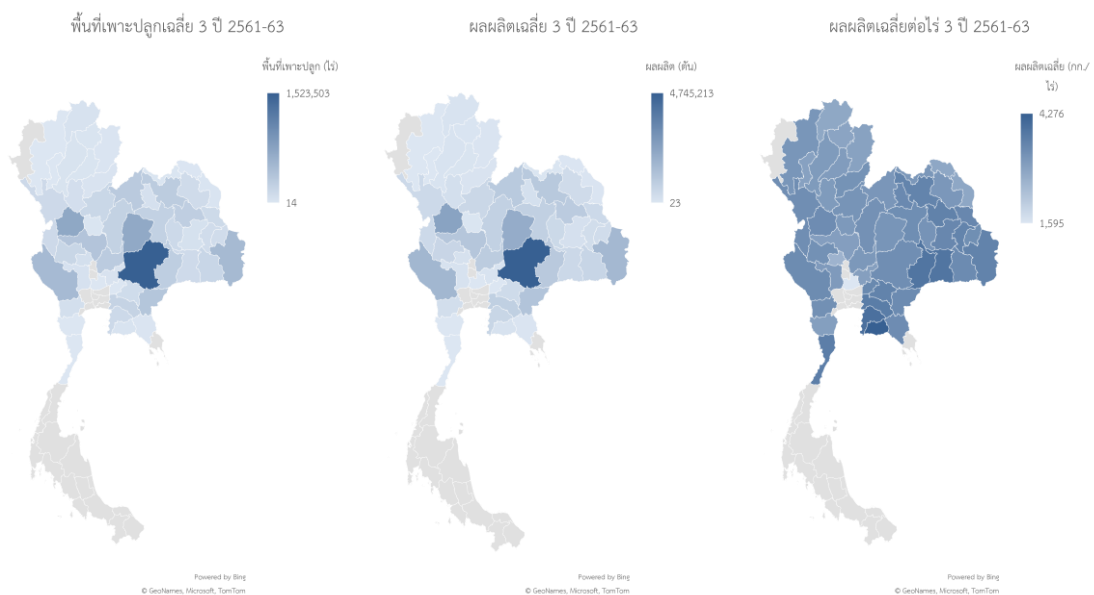 พื้นที่เพาะปลูกเฉลี่ย 3 ปี 2561-63
พื้นที่เพาะปลูก (ไร่)
1,523,503
14
Powered by Bing
© GeoNames, Microsoft, TomTom
ผลผลิตเฉลี่ย 3 ปี 2561-63
ผลผลิต (ตัน)
4,745,213
23
Powered by Bing
© GeoNames, Microsoft, TomTom
ผลผลิตเฉลี่ยต่อไร่ 3 ปี 2561-63
ผลผลิตเฉลี่ย (กก./
ไร่)
4,276
1,595
Powered by Bing
© GeoNames, Microsoft, TomTom